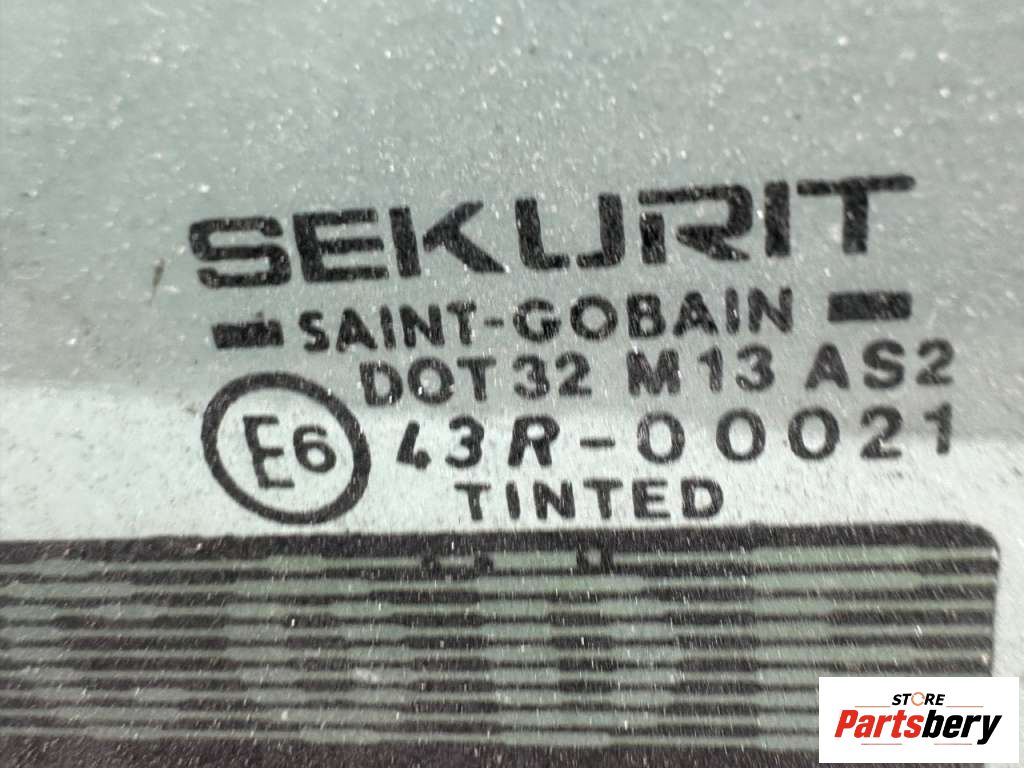 SEKURIT
SAINT-GOBAIN
DOT 32 M13 AS2
E6 43R-00021
TINTED
STORE
Partsbery